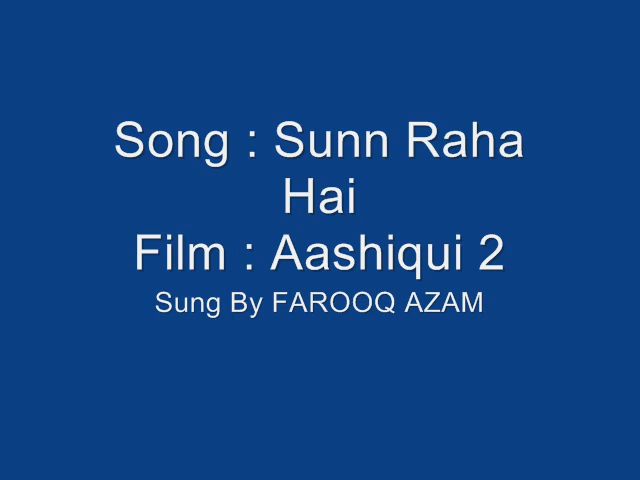 Song : Sunn Raha
Hai
Film : Aashiqui 2
Sung By FAROOQ AZAM